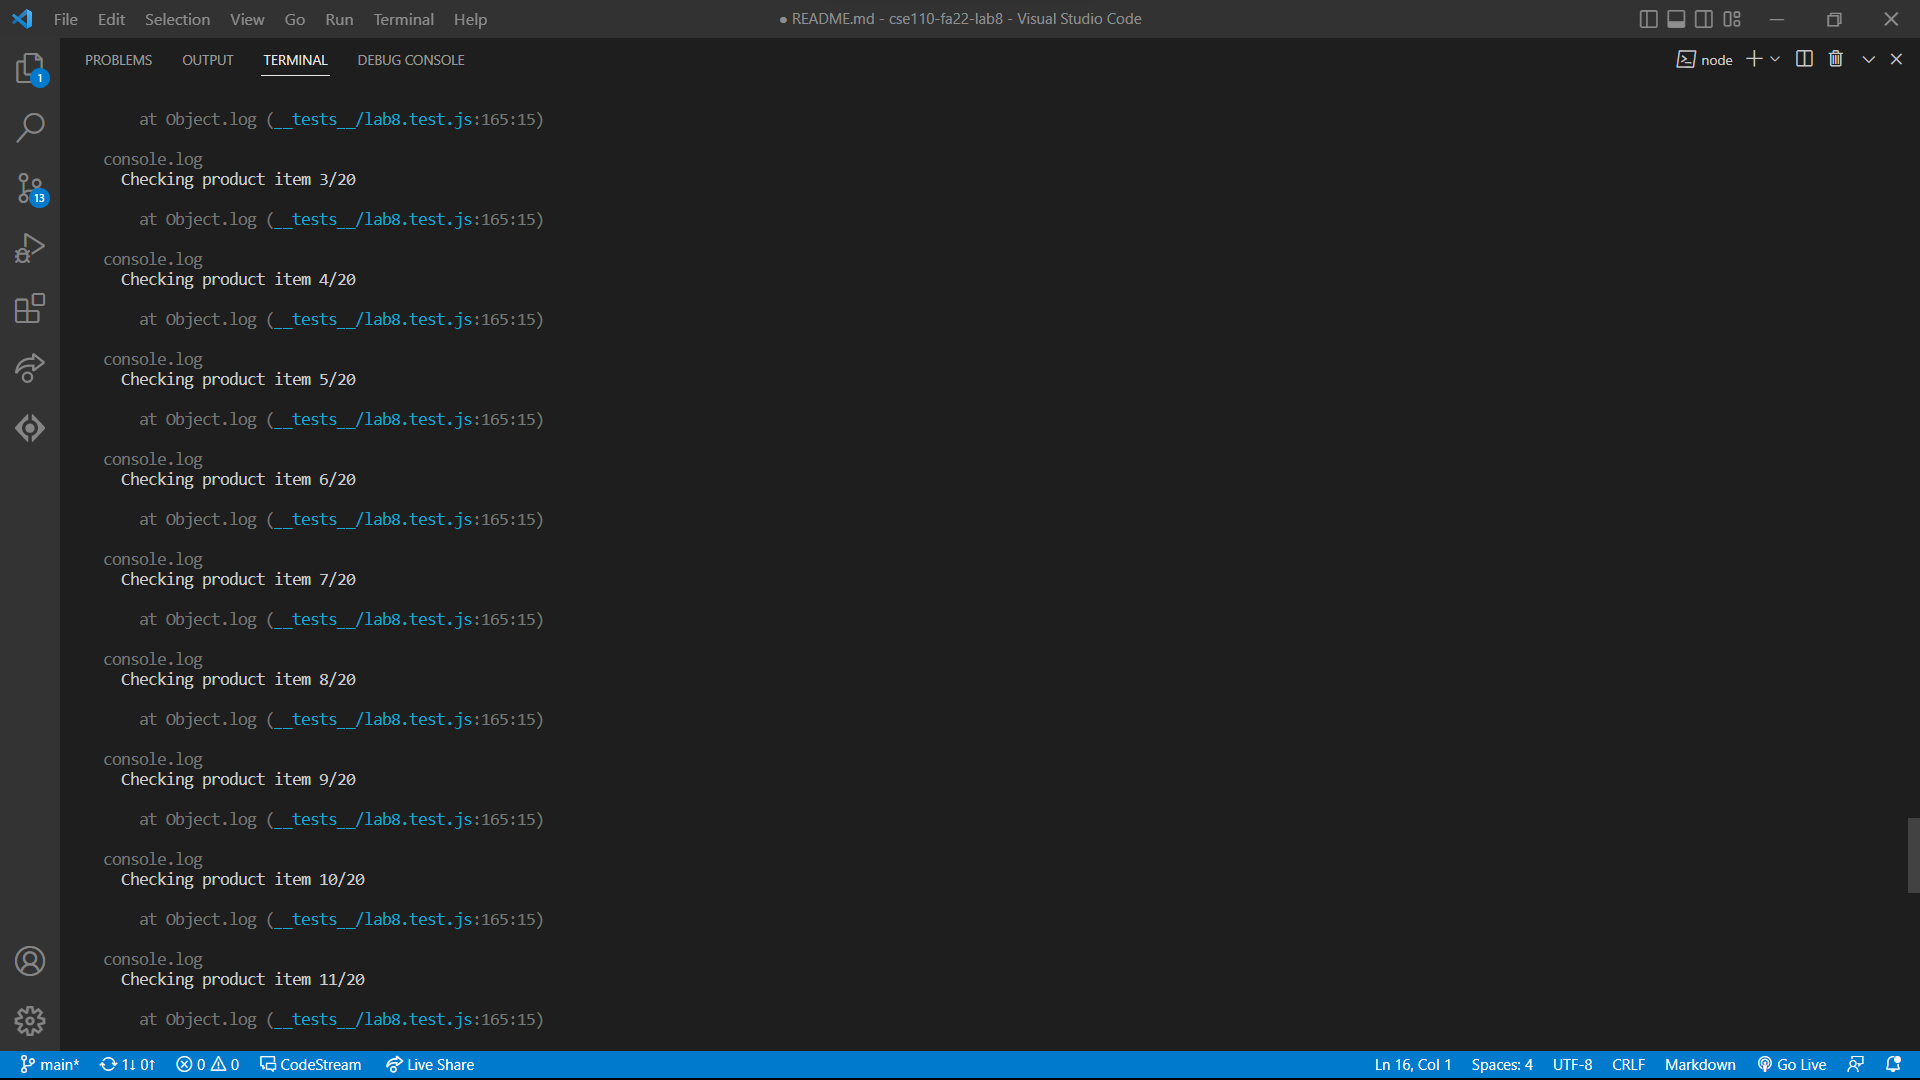 File Edit Selection View Go Run Terminal Help
● README.md - cse110-fa22-lab8 - Visual Studio Code
PROBLEMS OUTPUT TERMINAL DEBUG CONSOLE
node
1
13
at Object.log (__tests__/lab8.test.js:165:15)
console.log
Checking product item 3/20
at Object.log (__tests__/lab8.test.js:165:15)
console.log
Checking product item 4/20
at Object.log (__tests__/lab8.test.js:165:15)
console.log
Checking product item 5/20
at Object.log (__tests__/lab8.test.js:165:15)
console.log
Checking product item 6/20
at Object.log (__tests__/lab8.test.js:165:15)
console.log
Checking product item 7/20
at Object.log (__tests__/lab8.test.js:165:15)
console.log
Checking product item 8/20
at Object.log (__tests__/lab8.test.js:165:15)
console.log
Checking product item 9/20
at Object.log (__tests__/lab8.test.js:165:15)
console.log
Checking product item 10/20
at Object.log (__tests__/lab8.test.js:165:15)
console.log
Checking product item 11/20
at Object.log (__tests__/lab8.test.js:165:15)
main* 1↓ 0↑ 0 0 CodeStream Live Share
Ln 16, Col 1 Spaces: 4 UTF-8 CRLF Markdown Go Live